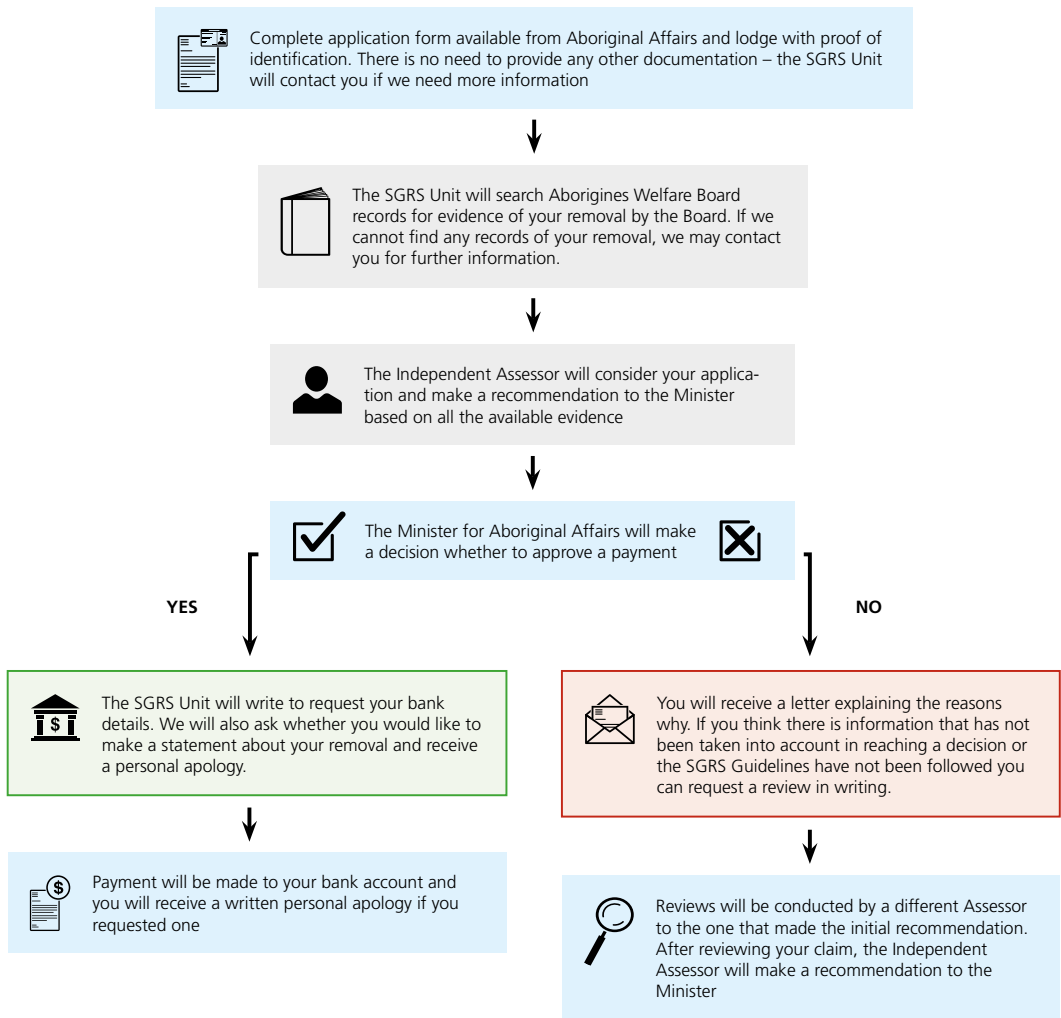 Complete application form available from Aboriginal Affairs and lodge with proof of
identification. There is no need to provide any other documentation – the SGRS Unit
will contact you if we need more information
The SGRS Unit will search Aborigines Welfare Board
records for evidence of your removal by the Board. If we
cannot find any records of your removal, we may contact
you for further information.
The Independent Assessor will consider your applica-
tion and make a recommendation to the Minister
based on all the available evidence
The Minister for Aboriginal Affairs will make
a decision whether to approve a payment
YES
NO
The SGRS Unit will write to request your bank
details. We will also ask whether you would like to
make a statement about your removal and receive
a personal apology.
You will receive a letter explaining the reasons
why. If you think there is information that has not
been taken into account in reaching a decision or
the SGRS Guidelines have not been followed you
can request a review in writing.
Payment will be made to your bank account and
you will receive a written personal apology if you
requested one
Reviews will be conducted by a different Assessor
to the one that made the initial recommendation.
After reviewing your claim, the Independent
Assessor will make a recommendation to the
Minister